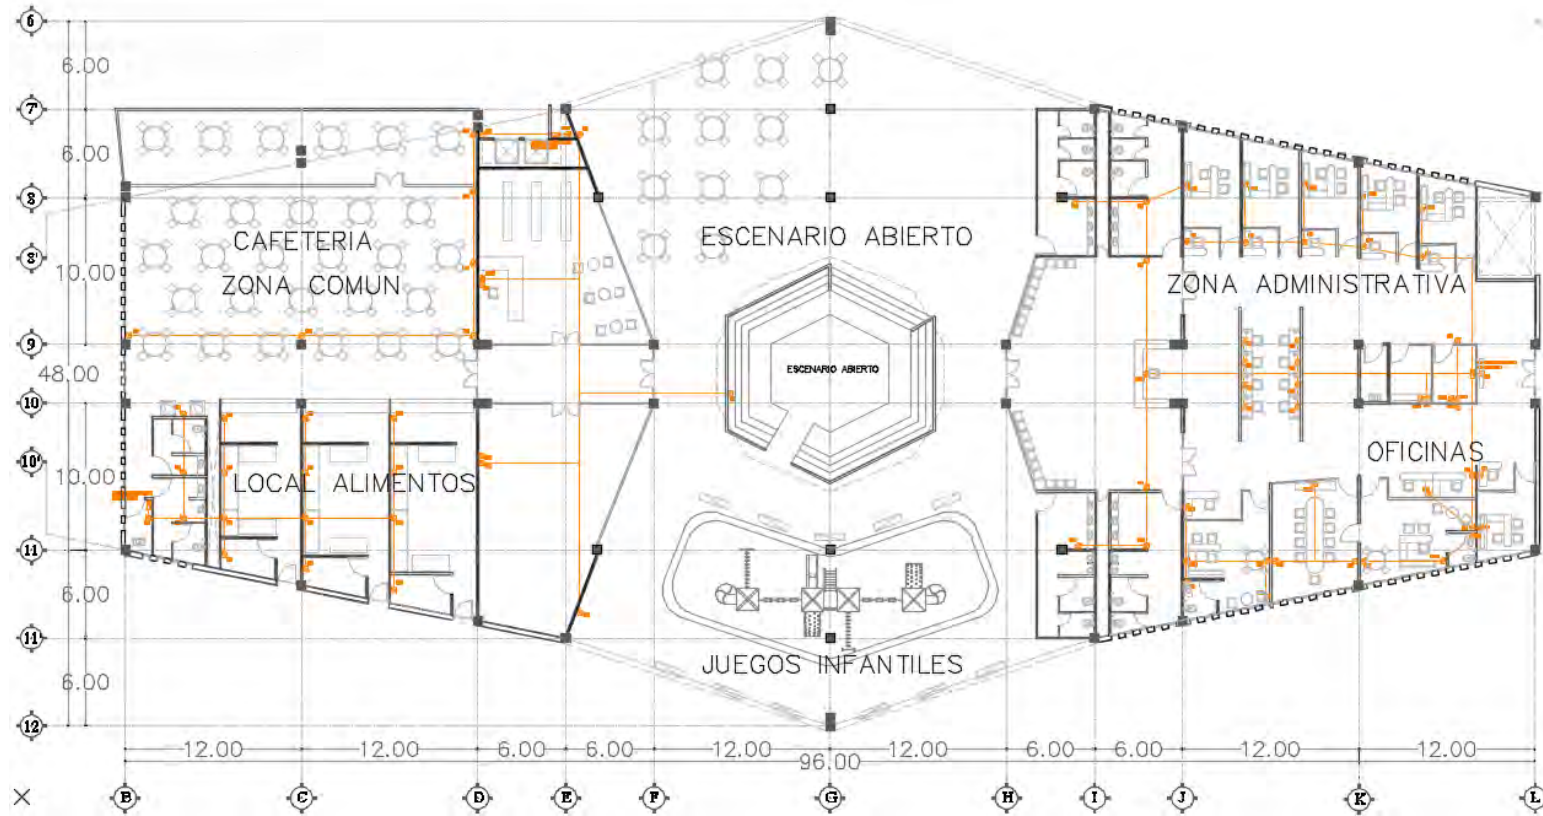 6
6.00
7
6.00
8
ESCENARIO ABIERTO
CAFETERIA
8'
10.00
ZONA COMUN
ZONA ADMINISTRATIVA
9
48.00
ESCENARIO ABIERTO
10
OFICINAS
10'
10.00
LOCAL ALIMENTOS
11
6.00
11
JUEGOS INFANTILES
6.00
12
12.00 12.00 6.00 6.00 12.00 12.00 6.00 6.00 12.00 12.00
96.00
B C D E F G H I J K L